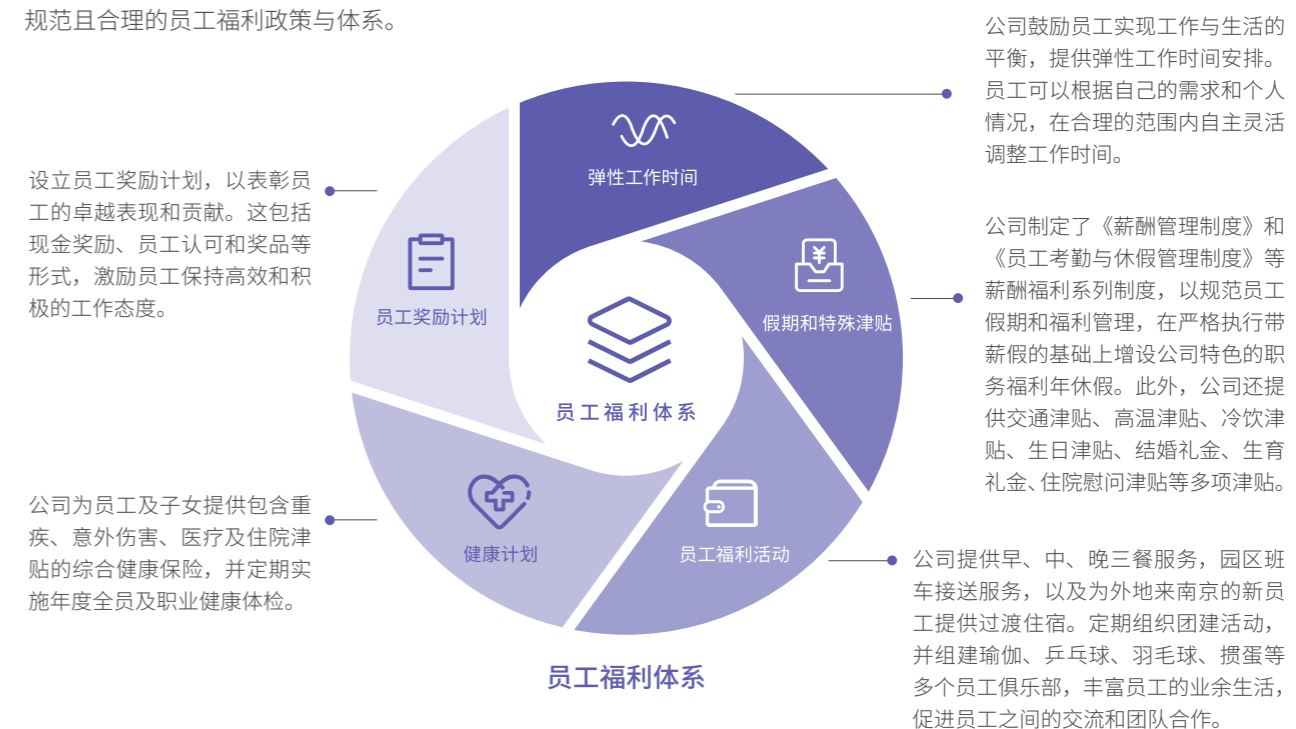 规范且合理的员工福利政策与体系。
公司鼓励员工实现工作与生活的
平衡，提供弹性工作时间安排。
员工可以根据自己的需求和个人
情况，在合理的范围内自主灵活
调整工作时间。
弹性工作时间
设立员工奖励计划，以表彰员
工的卓越表现和贡献。这包括
现金奖励、员工认可和奖品等
形式，激励员工保持高效和积
极的工作态度。
员工奖励计划
公司制定了《薪酬管理制度》和
《员工考勤与休假管理制度》等
薪酬福利系列制度，以规范员工
假期和福利管理，在严格执行带
薪假的基础上增设公司特色的职
务福利年休假。此外，公司还提
供交通津贴、高温津贴、冷饮津
贴、生日津贴、结婚礼金、生育
礼金、住院慰问津贴等多项津贴。
¥
假期和特殊津贴
员工福利体系
公司为员工及子女提供包含重
疾、意外伤害、医疗及住院津
贴的综合健康保险，并定期实
施年度全员及职业健康体检。
健康计划
员工福利活动
公司提供早、中、晚三餐服务，园区班
车接送服务，以及为外地来南京的新员
工提供过渡住宿。定期组织团建活动，
并组建瑜伽、乒乓球、羽毛球、掼蛋等
多个员工俱乐部，丰富员工的业余生活，
促进员工之间的交流和团队合作。
员工福利体系